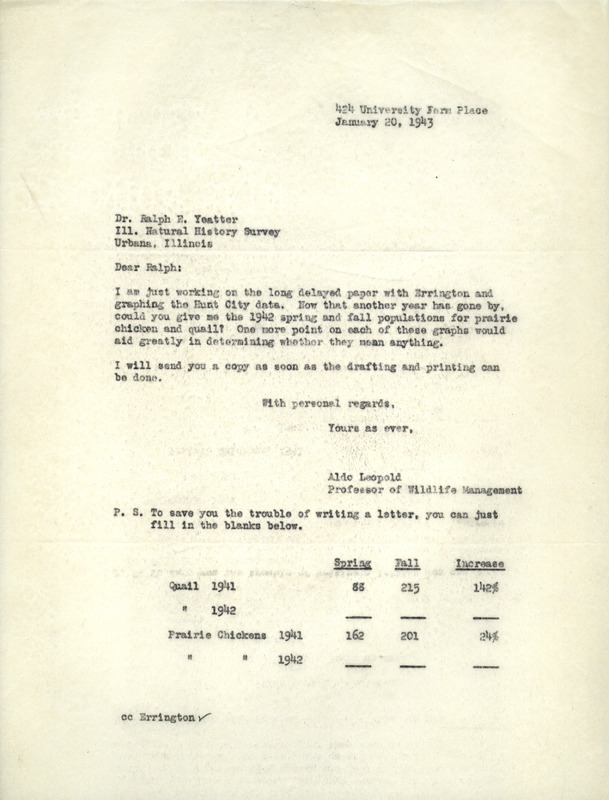 424 University Farm Place
January 20, 1943
Dr. Ralph E. Yeatter
Ill. Natural History Survey
Urbana, Illinois
Dear Ralph:
I am just working on the long delayed paper with Errington and
graphing the Hunt City data. Now that another year has gone by,
could you give me the 1942 spring and fall populations for prairie
chicken and quail? One more point on each of these graphs would
aid greatly in determining whether they mean anything.
I will send you a copy as soon as the drafting and printing can
be done.
With personal regards,
Yours as ever,
Aldo Leopold
Professor of Wildlife Management
P. S. To save you the trouble of writing a letter, you can just
fill in the blanks below.
Spring Fall Increase
Quail 1941 215 142%
" 1942 ___ ___ ___
Prairie Chickens 1941 162 201 24%
" " 1942 ___ ___ ___
cc Errington ✓